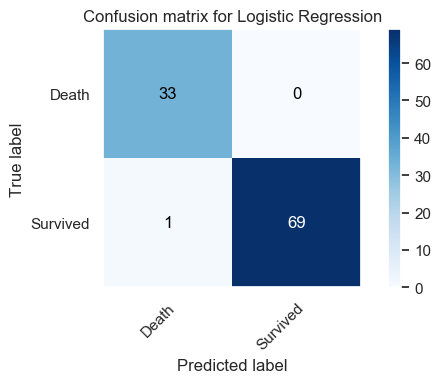 Confusion matrix for Logistic Regression
True label
Death
33
0
Survived
1
69
Death
Survived
Predicted label
60
50
40
30
20
10
0